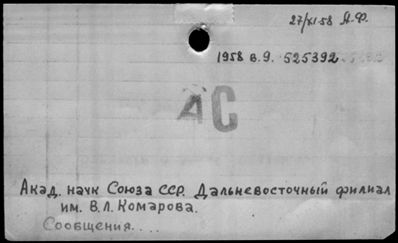 27/XI 58 А.Ф.
1958 в.9. 525392
АС
Акад. наук Союза ССР. Дальневосточный филиал
им. В.Л. Комарова.
Сообщения....